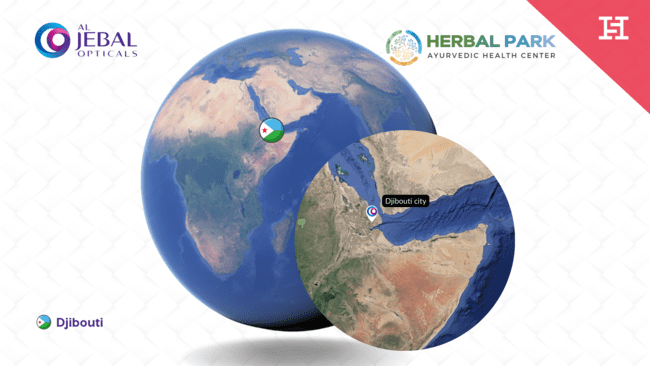 AL
JEBAL
OPTICALS
HERBAL PARK
AYURVEDIC HEALTH CENTER
Djibouti city
Djibouti